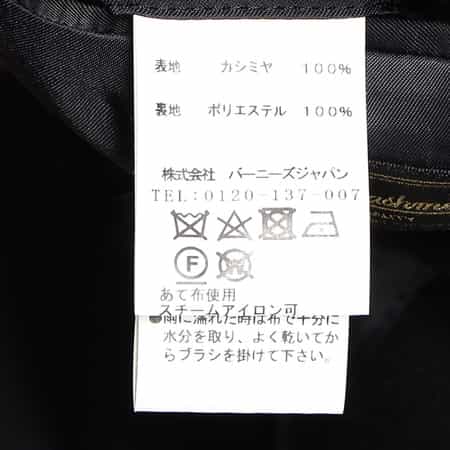 表地 カシミヤ 100%
裏地 ポリエステル 100%
株式会社 バーニーズジャパン
TEL:0120-137-007
F
W
あて布使用
スチームアイロン可
●雨に濡れた時は布で十分に
水分を取り、よく乾いてか
らブラシを掛けて下さい。